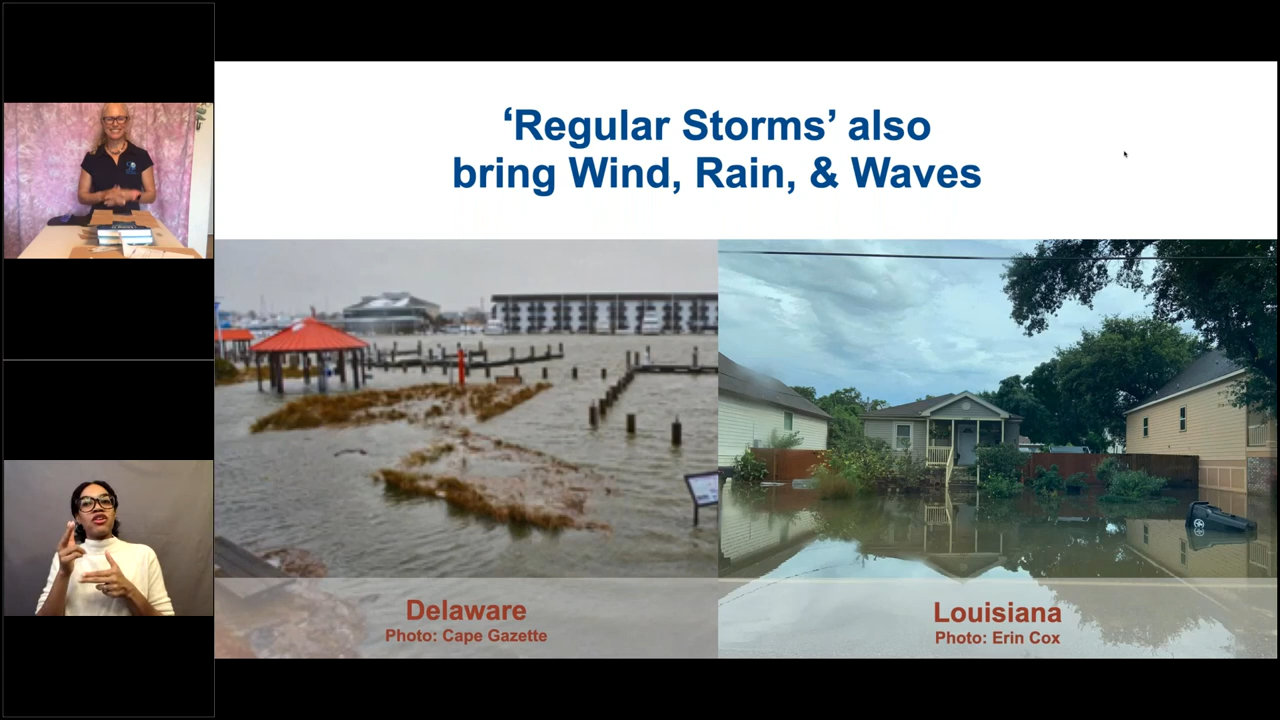 ‘Regular Storms’ also
bring Wind, Rain, & Waves
Delaware
Photo: Cape Gazette
Louisiana
Photo: Erin Cox